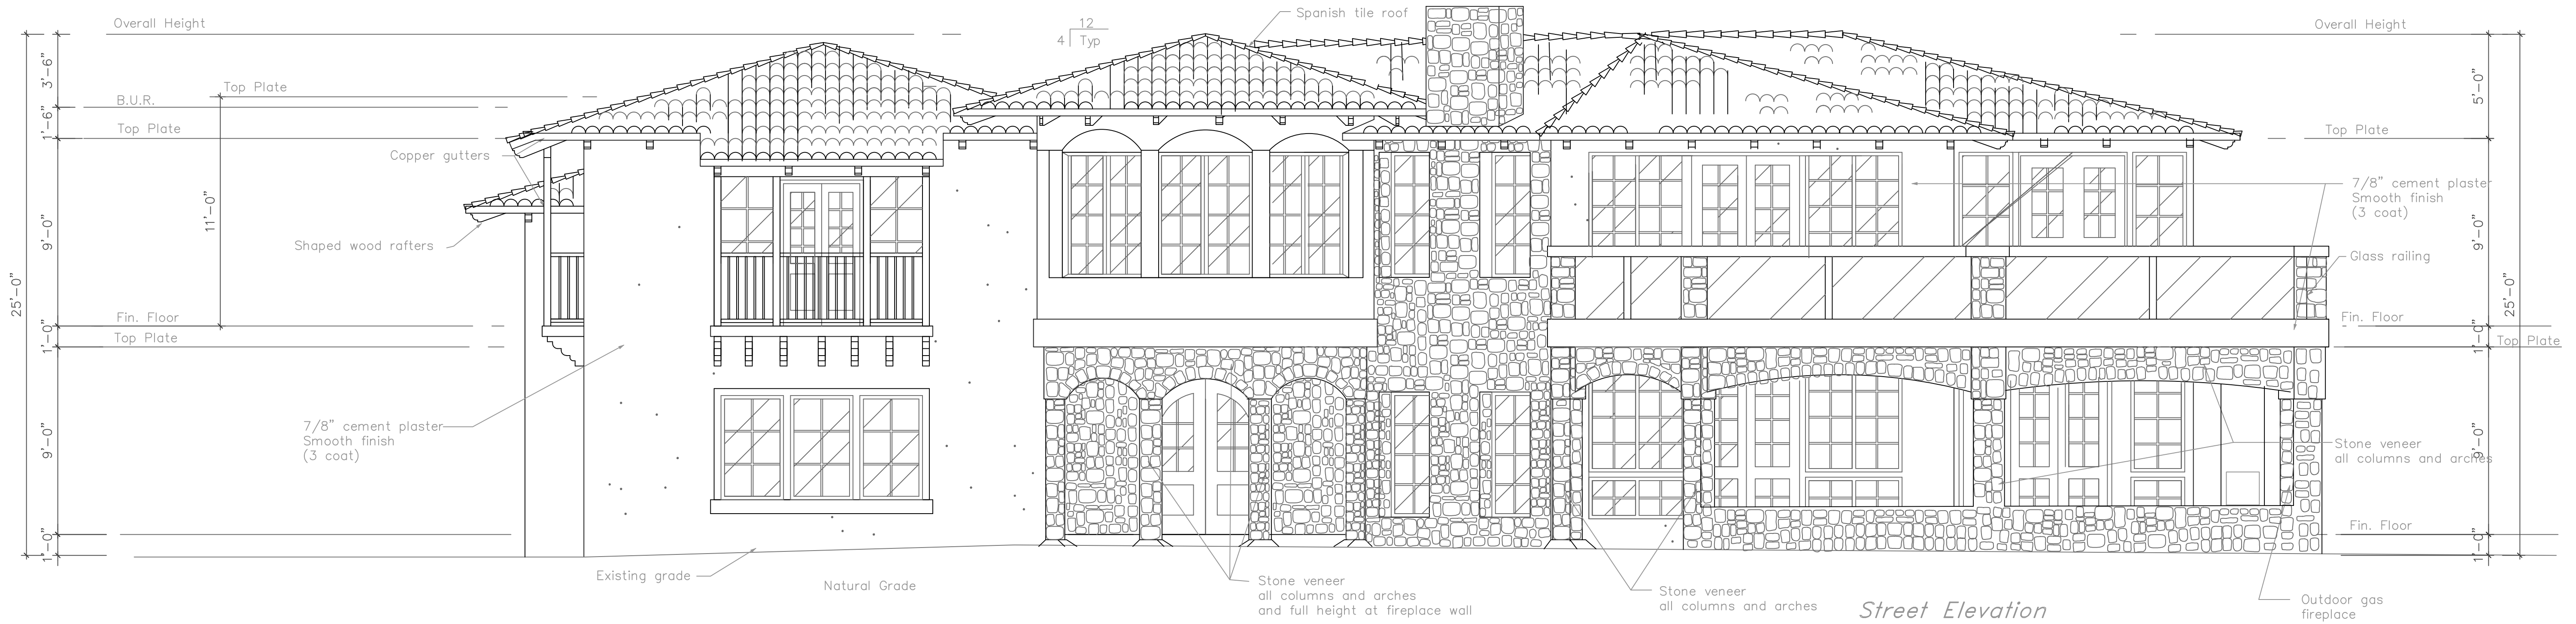 Overall Height
12
4 Typ
Spanish tile roof
Overall Height
3'-6"
Top Plate
5'-0"
B.U.R.
1'-6"
Top Plate
Top Plate
Copper gutters
11'-0"
9'-0"
Shaped wood rafters
7/8" cement plaster
Smooth finish
(3 coat)
9'-0"
Glass railing
25'-0"
25'-0"
Fin. Floor
Fin. Floor
1'-0"
Top Plate
1'-0"
Top Plate
7/8" cement plaster
Smooth finish
(3 coat)
9'-0"
Stone veneer
all columns and arches
9'-0"
Fin. Floor
1'-0"
1'-0"
Existing grade
Natural Grade
Stone veneer
all columns and arches
and full height at fireplace wall
Stone veneer
all columns and arches
Street Elevation
Outdoor gas
fireplace